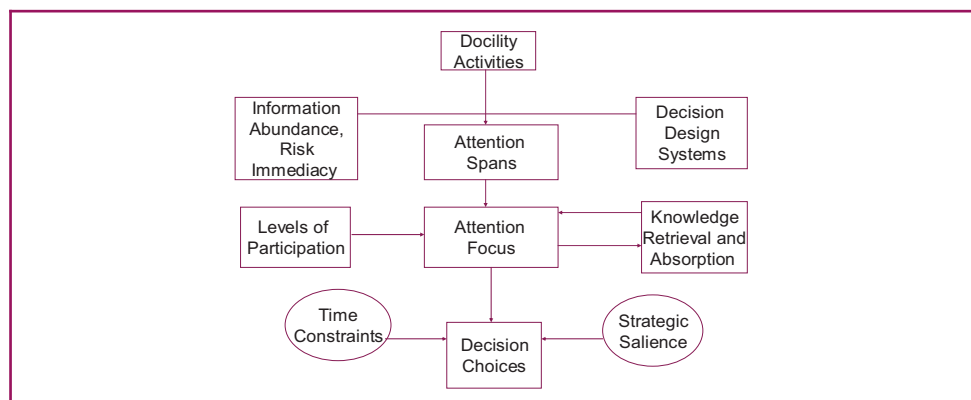 Docility
Activities
Information
Abundance,
Risk
Immediacy
Attention
Spans
Decision
Design
Systems
Levels of
Participation
Attention
Focus
Knowledge
Retrieval and
Absorption
Time
Constraints
Decision
Choices
Strategic
Salience